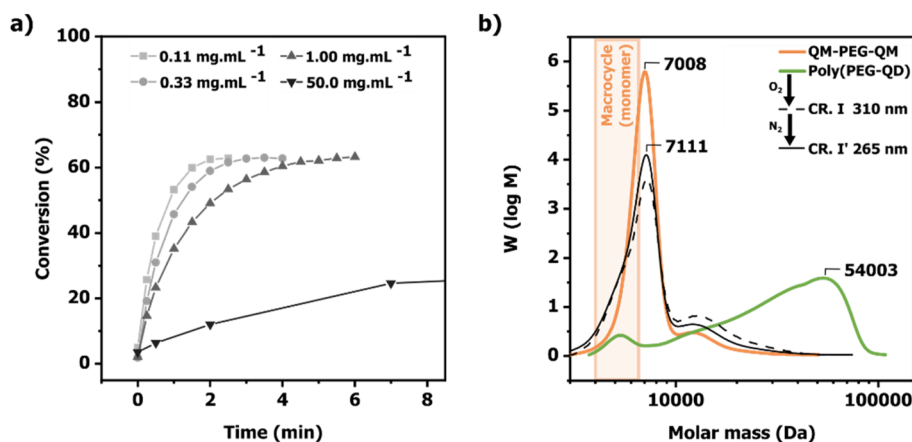 a)
100
80
60
40
20
0
0
2
4
6
8
Conversion (%)
Time (min)
0.11 mg.mL -1
0.33 mg.mL-1
1.00 mg.mL -1
50.0 mg.mL-1
b)
6
5
4
3
2
1
0
10000
100000
W (log M)
Molar mass (Da)
Macrocycle
(monomer)
7008
7111
54003
QM-PEG-QM
Poly(PEG-QD)
O2
CR. I 310 nm
N2
CR. I' 265 nm